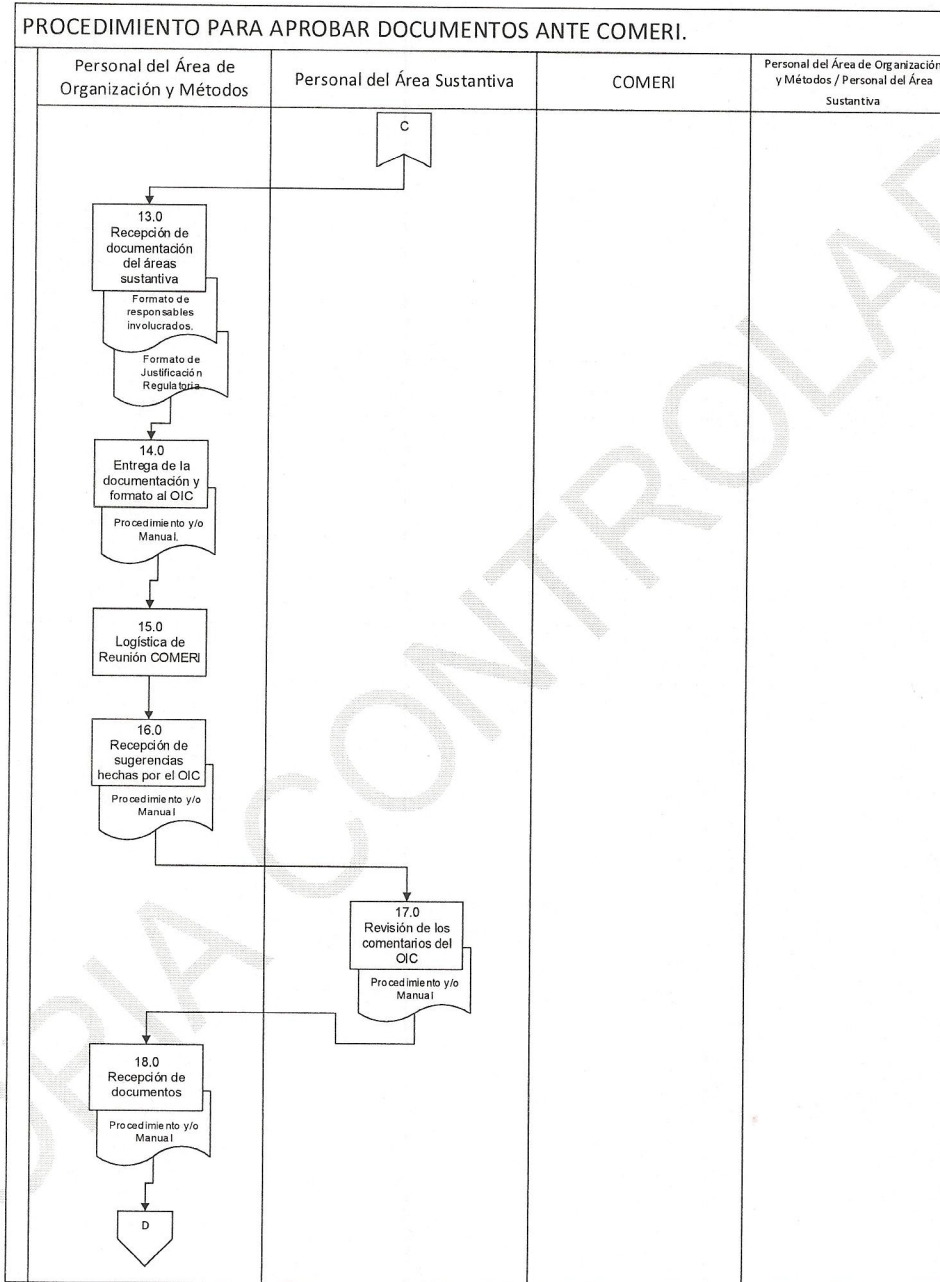 PROCEDIMIENTO PARA APROBAR DOCUMENTOS ANTE COMERI.
Personal del Área de
Organización y Métodos
Personal del Área Sustantiva
COMERI
Personal del Área de Organización
y Métodos / Personal del Área
Sustantiva
C
13.0
Recepción de
documentación
del áreas
sustantiva
Formato de
responsables
involucrados.
Formato de
Justificación
Regulatoria
14.0
Entrega de la
documentación y
formato al OIC
Procedimiento y/o
Manual.
15.0
Logística de
Reunión COMERI
16.0
Recepción de
sugerencias
hechas por el OIC
Procedimiento y/o
Manual
17.0
Revisión de los
comentarios del
OIC
Procedimiento y/o
Manual
18.0
Recepción de
documentos
Procedimiento y/o
Manual
D
ORIA CONTROLAD